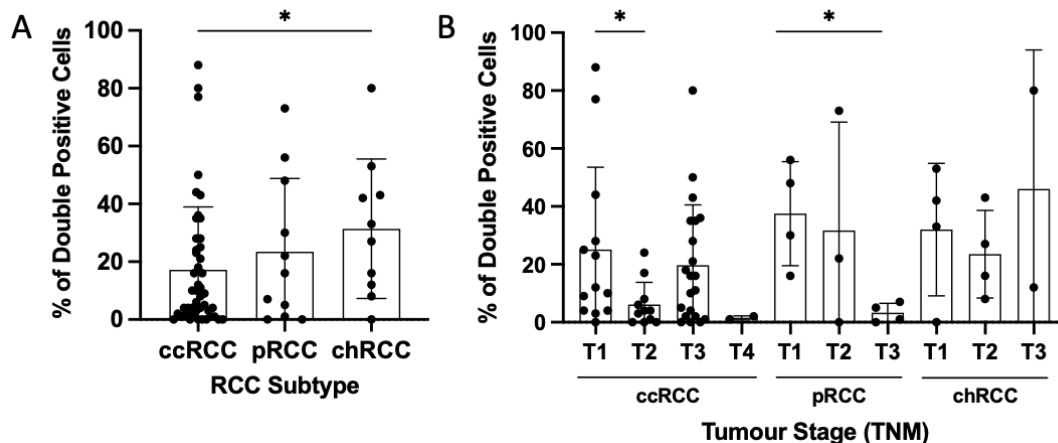 A
% of Double Positive Cells
100
80
60
40
20
0
*
ccRCC pRCC chRCC
RCC Subtype
B
% of Double Positive Cells
100
80
60
40
20
0
* *
T1 T2 T3 T4 T1 T2 T3 T1 T2 T3
ccRCC pRCC chRCC
Tumour Stage (TNM)